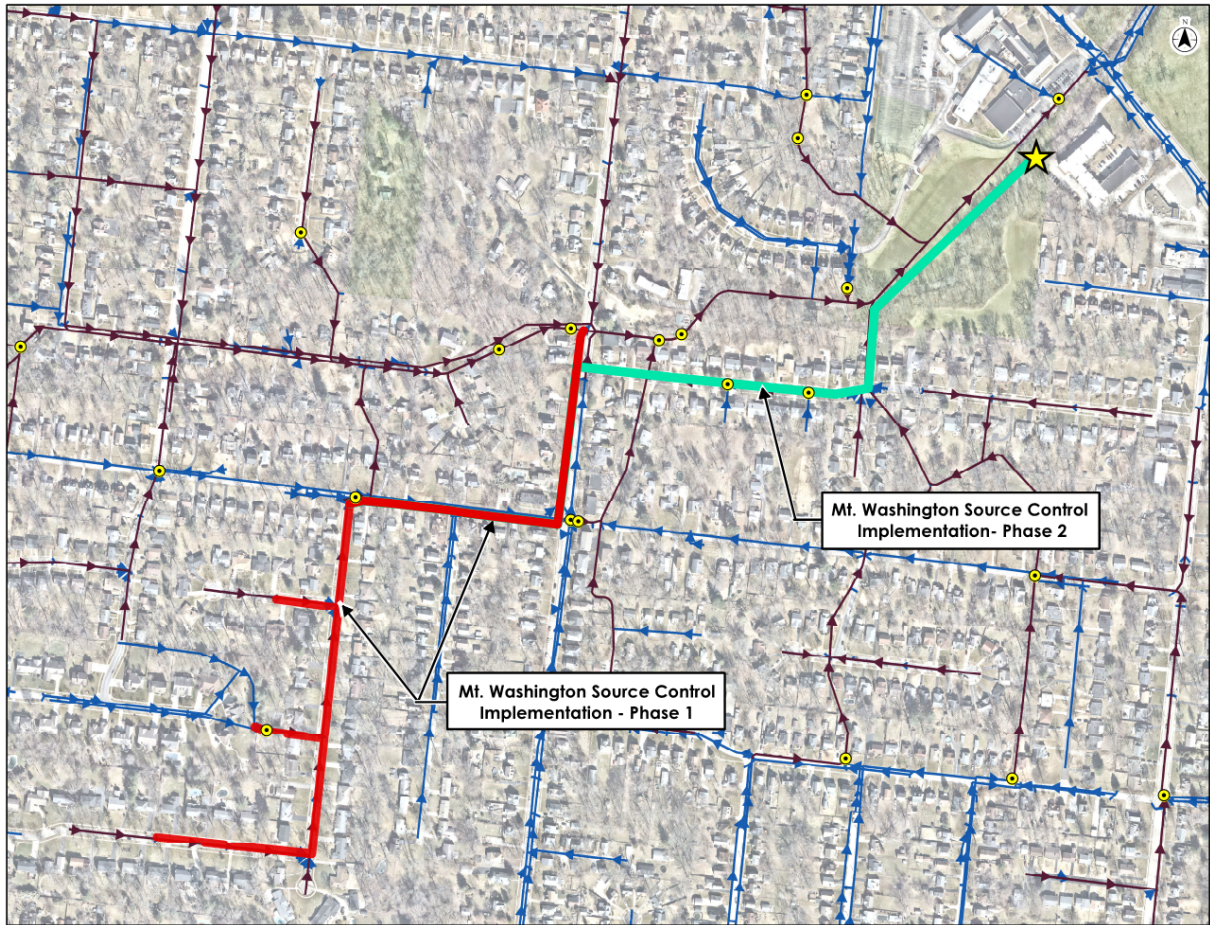 N
Mt. Washington Source Control
Implementation- Phase 2
Mt. Washington Source Control
Implementation - Phase 1